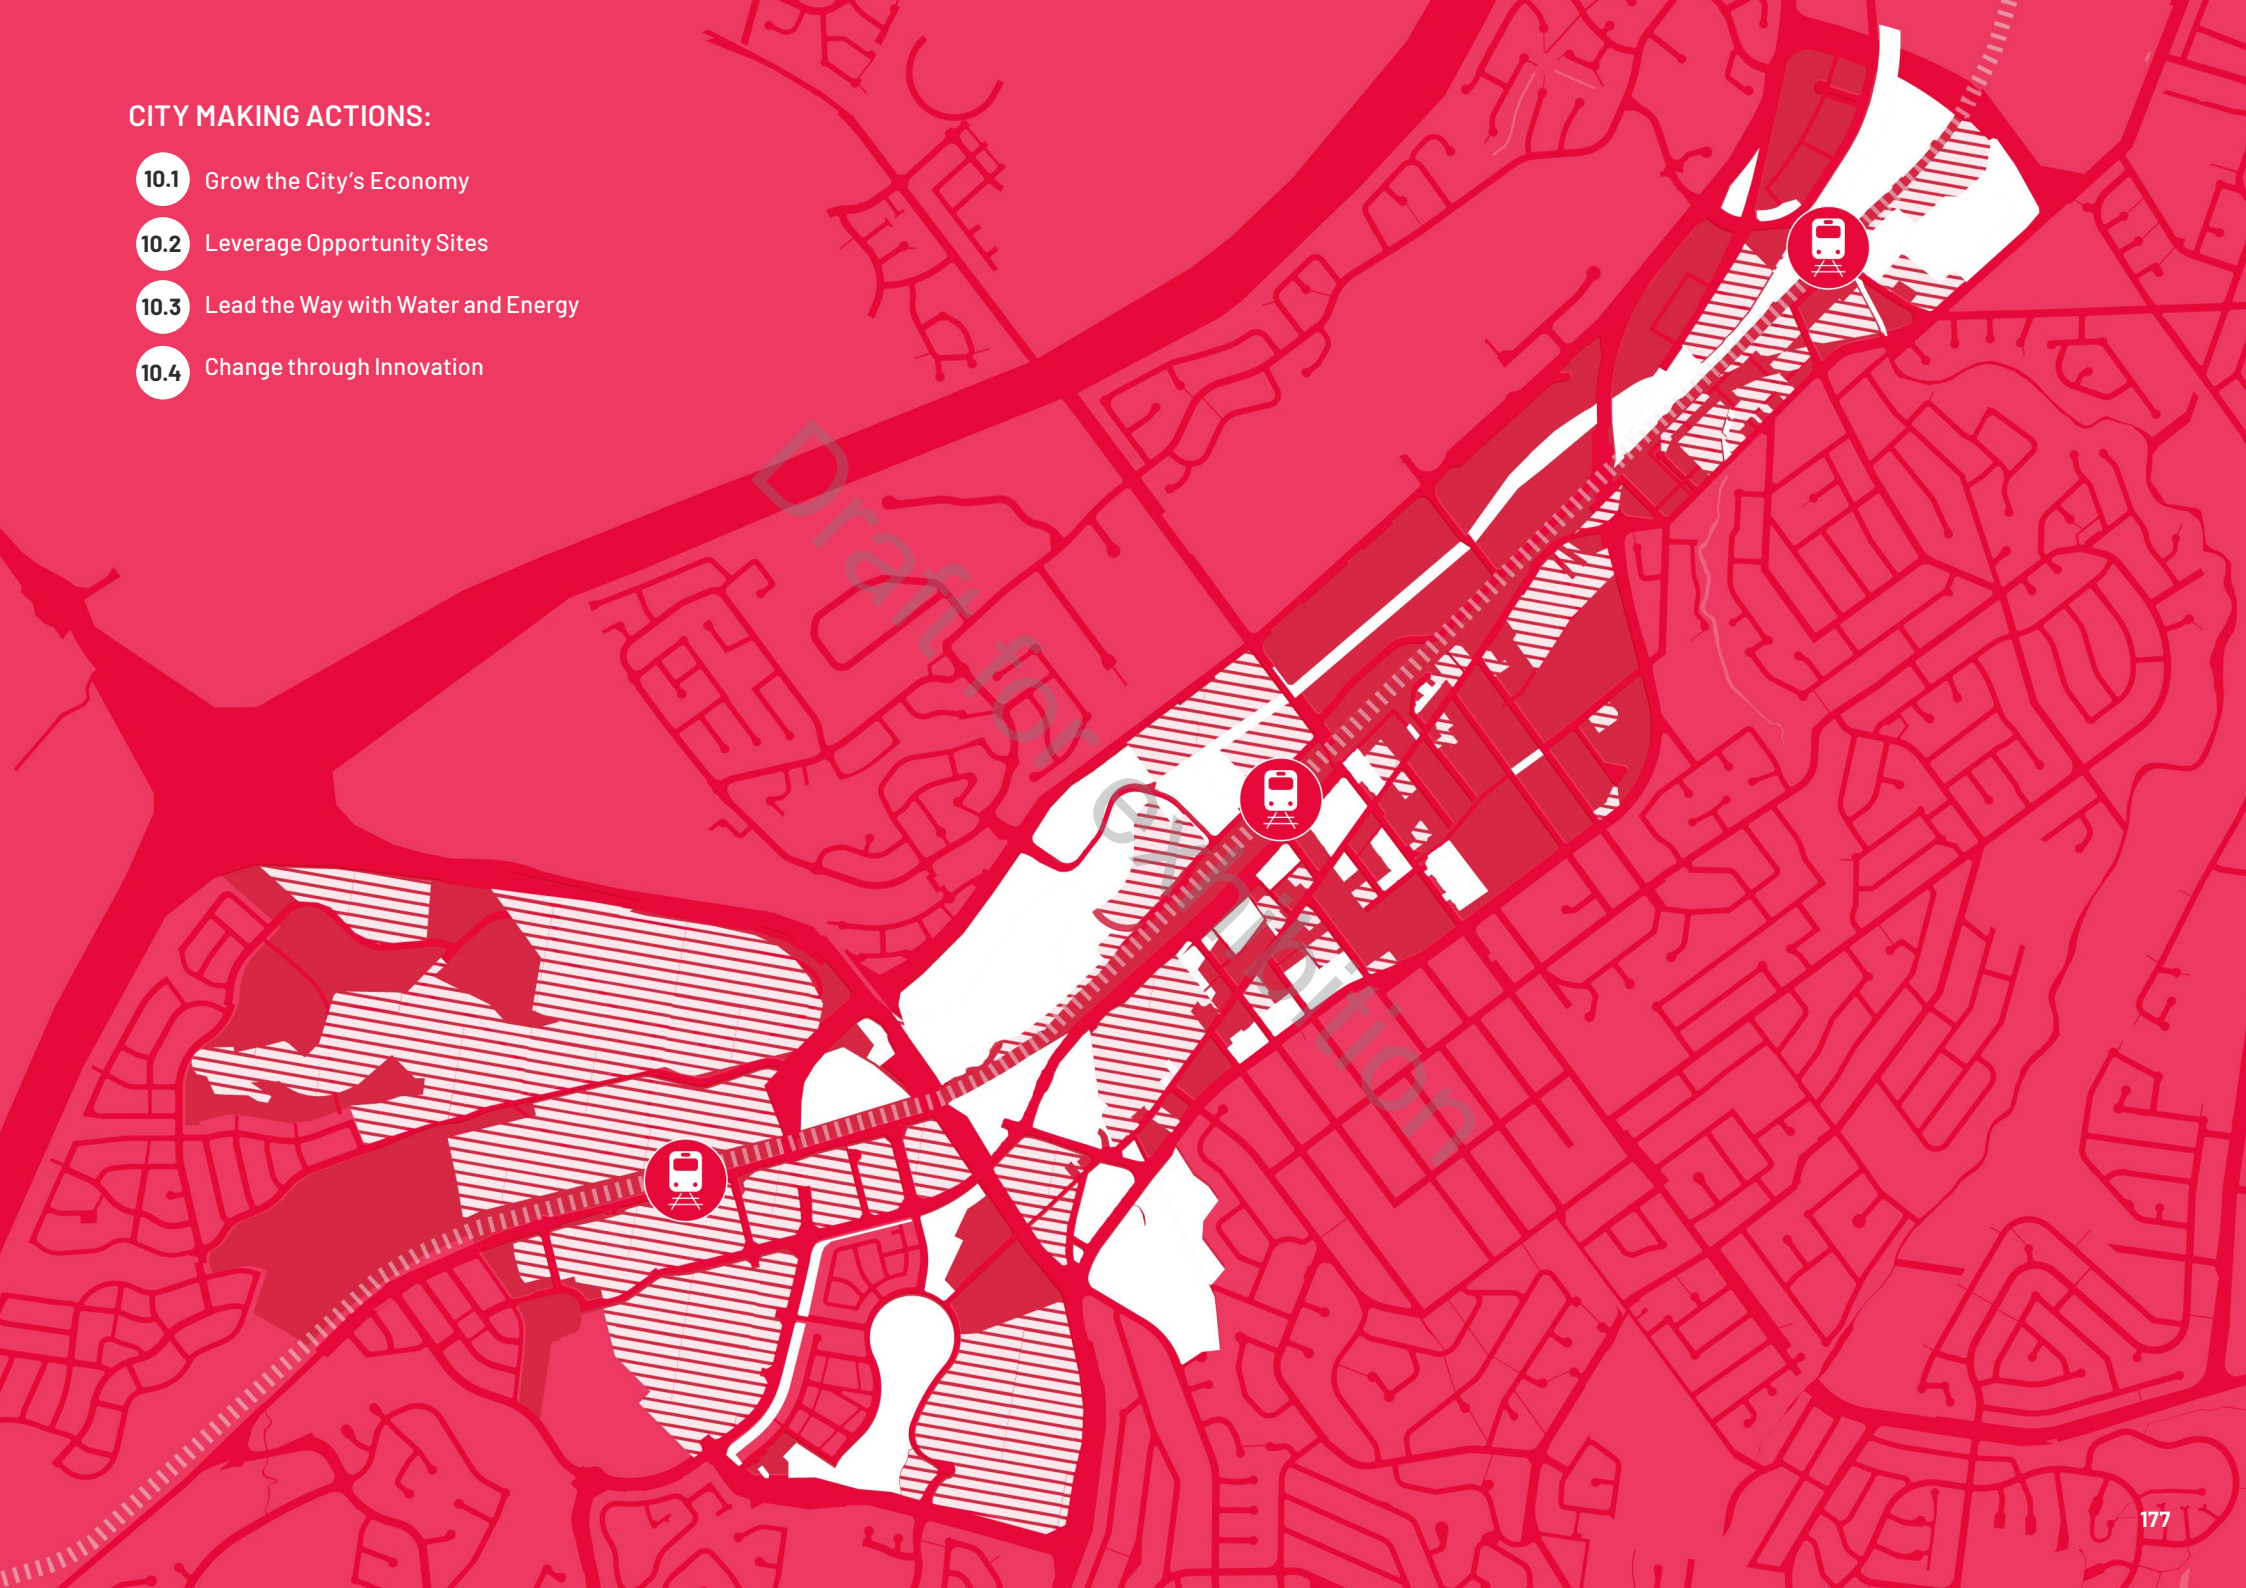 CITY MAKING ACTIONS:
10.1 Grow the City’s Economy
10.2 Leverage Opportunity Sites
10.3 Lead the Way with Water and Energy
10.4 Change through Innovation
Draft for exhibition
177